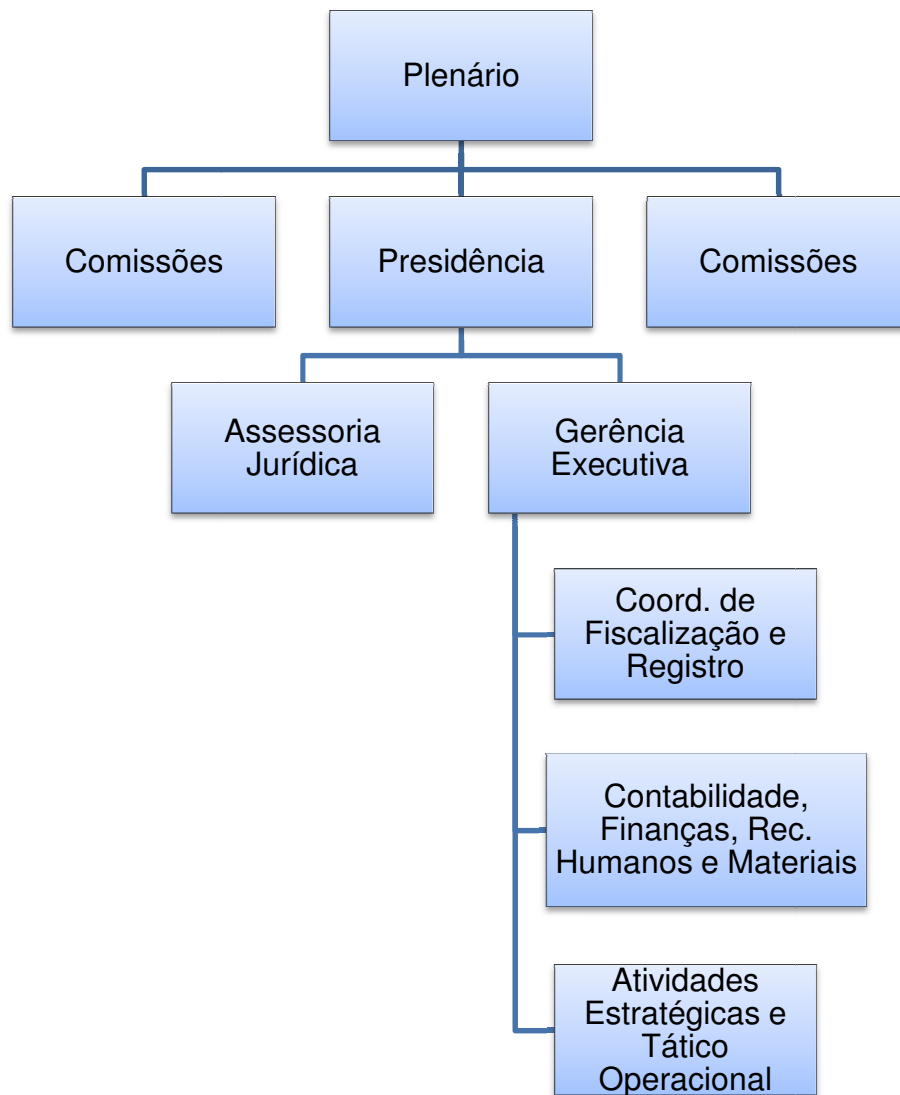 Plenário
Comissões
Presidência
Comissões
Assessoria
Jurídica
Gerência
Executiva
Coord. de
Fiscalização e
Registro
Contabilidade,
Finanças, Rec.
Humanos e Materiais
Atividades
Estratégicas e
Tático
Operacional